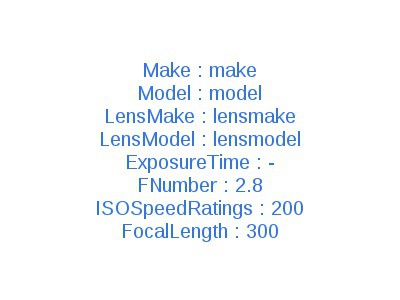 Make : make
Model : model
LensMake : lensmake
LensModel : lensmodel
ExposureTime : -
FNumber : 2.8
ISOSpeedRatings : 200
FocalLength : 300